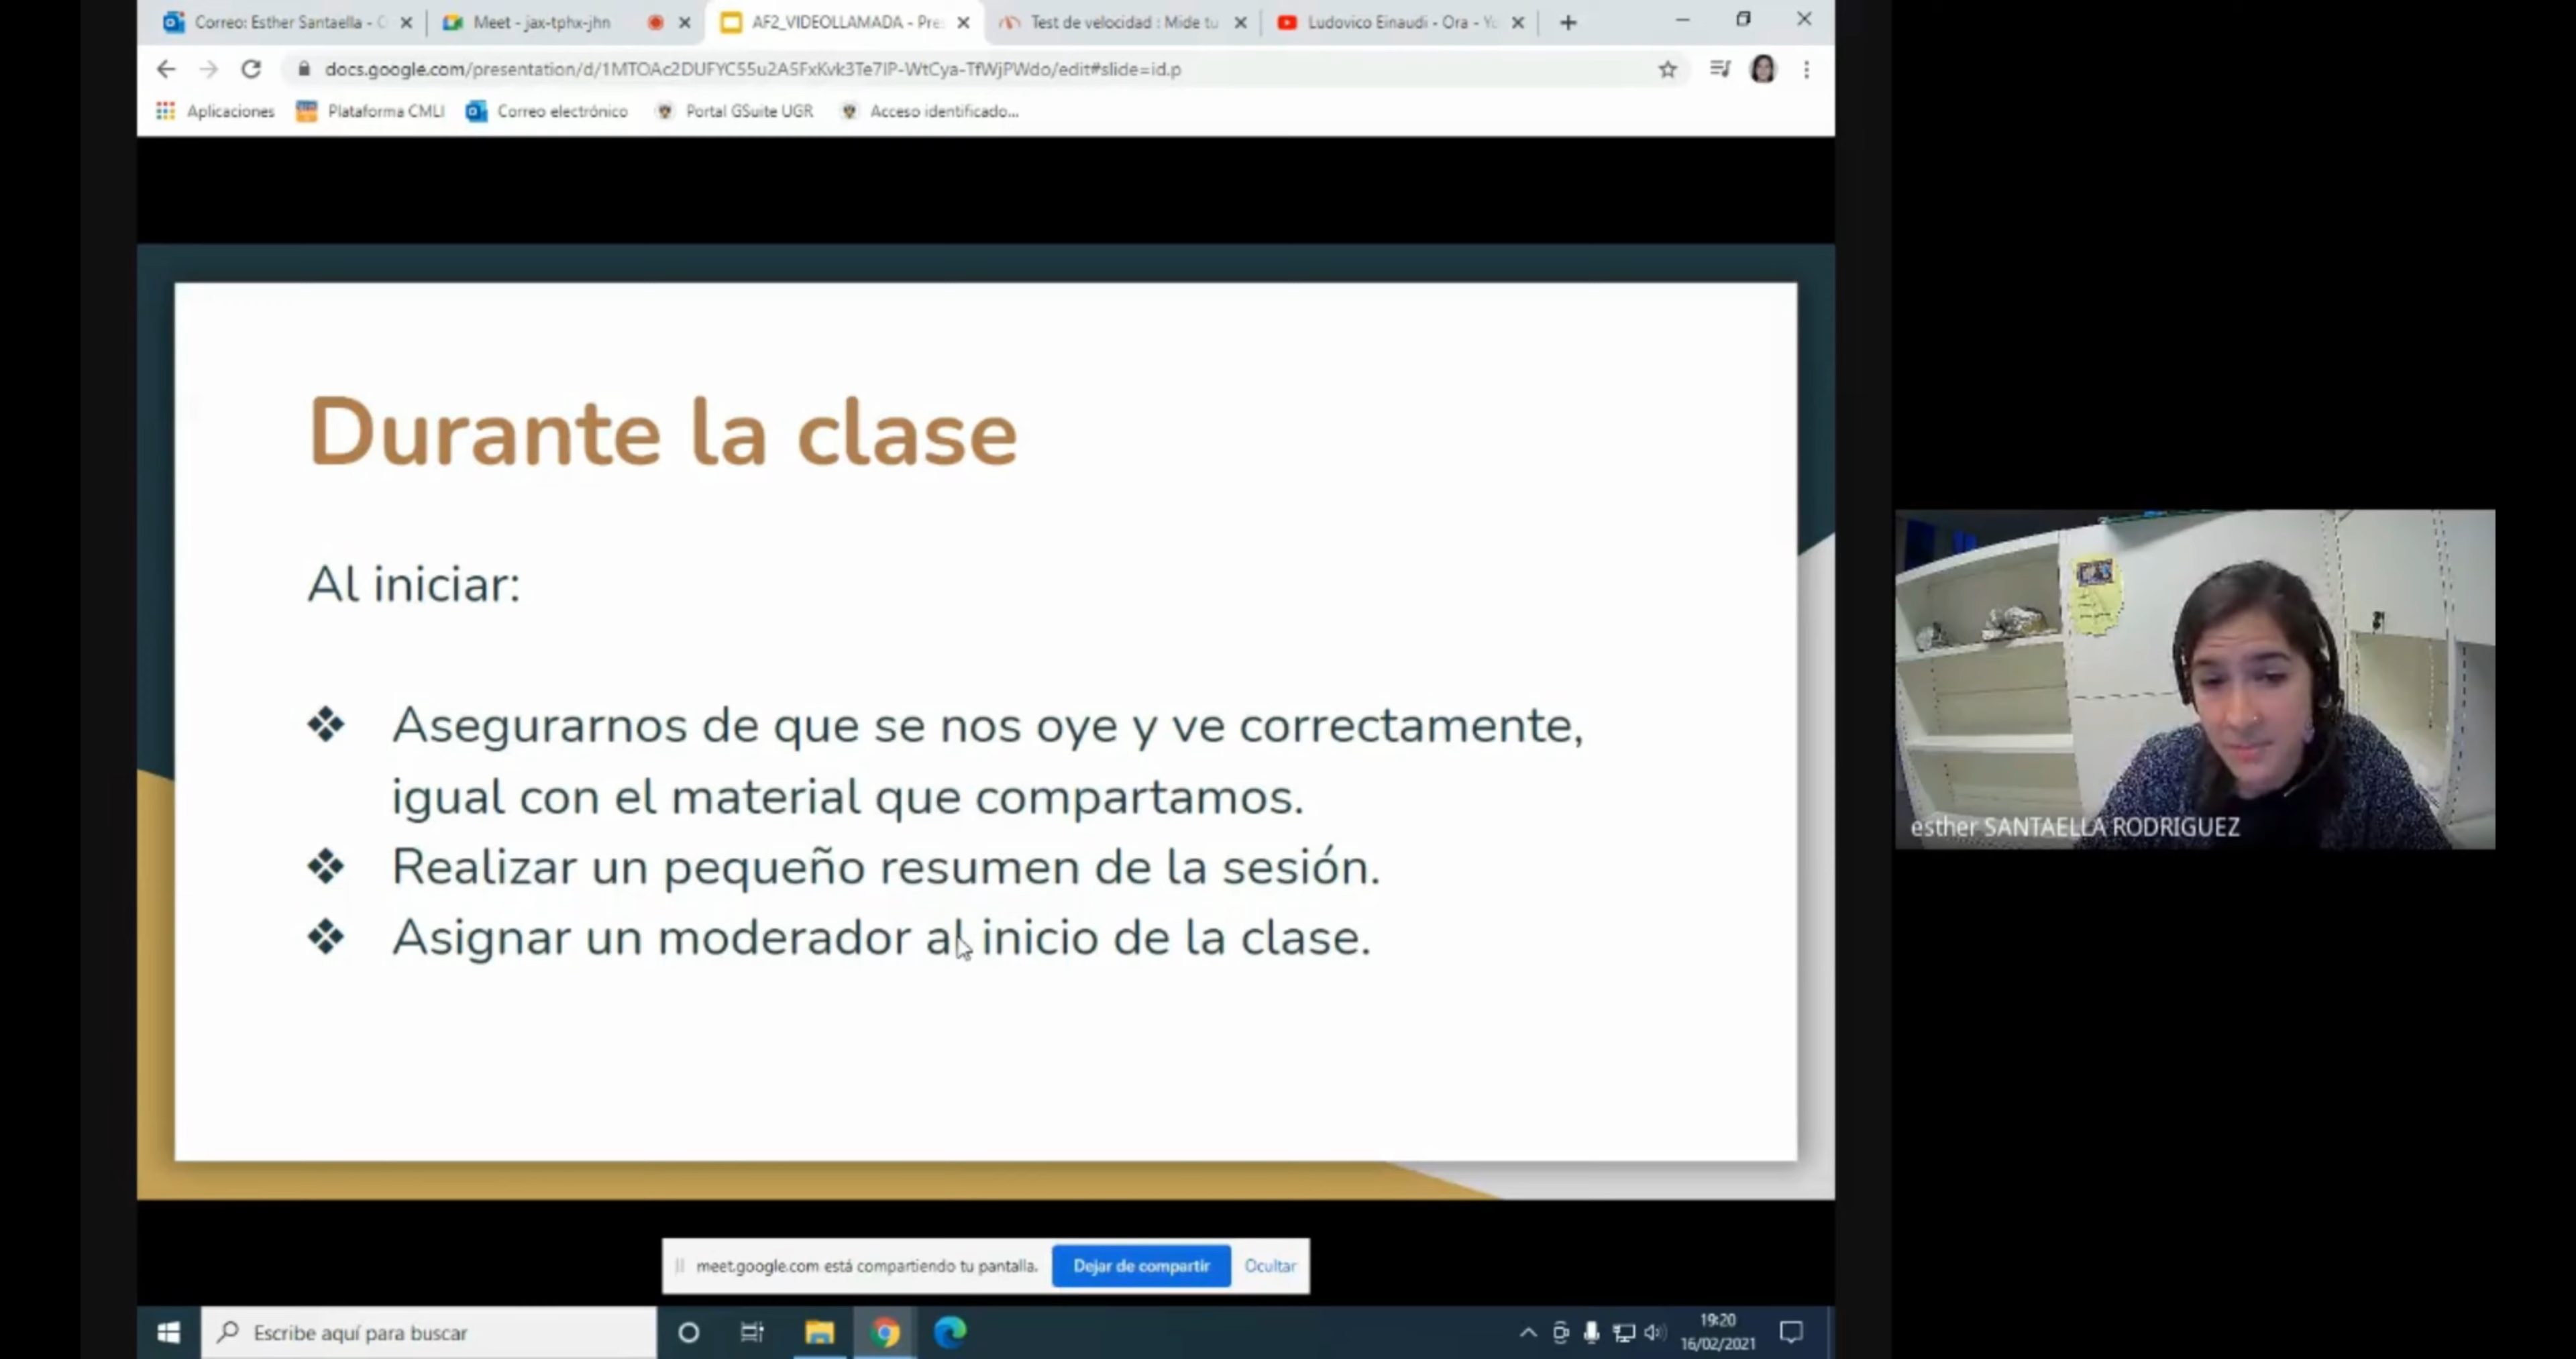 Correo: Esther Santaella - O
Meet - jax-tphx-jhn
AF2_VIDEOLLAMADA - Pre
Test de velocidad : Mide tu
Ludovico Einaudi - Ora - Yo
docs.google.com/presentation/d/1MTOAc2DUFYC55u2A5FxKvk3Te7IP-WtCya-TfWjPWdo/edit#slide=id.p
Aplicaciones
Plataforma CMLI
Correo electrónico
Portal GSuite UGR
Acceso identificado...
Durante la clase
Al iniciar:
❖ Asegurarnos de que se nos oye y ve correctamente,
igual con el material que compartamos.
❖ Realizar un pequeño resumen de la sesión.
❖ Asignar un moderador al inicio de la clase.
esther SANTAELLA RODRIGUEZ
meet.google.com está compartiendo tu pantalla.
Dejar de compartir
Ocultar
Escribe aquí para buscar
19:20
16/02/2021